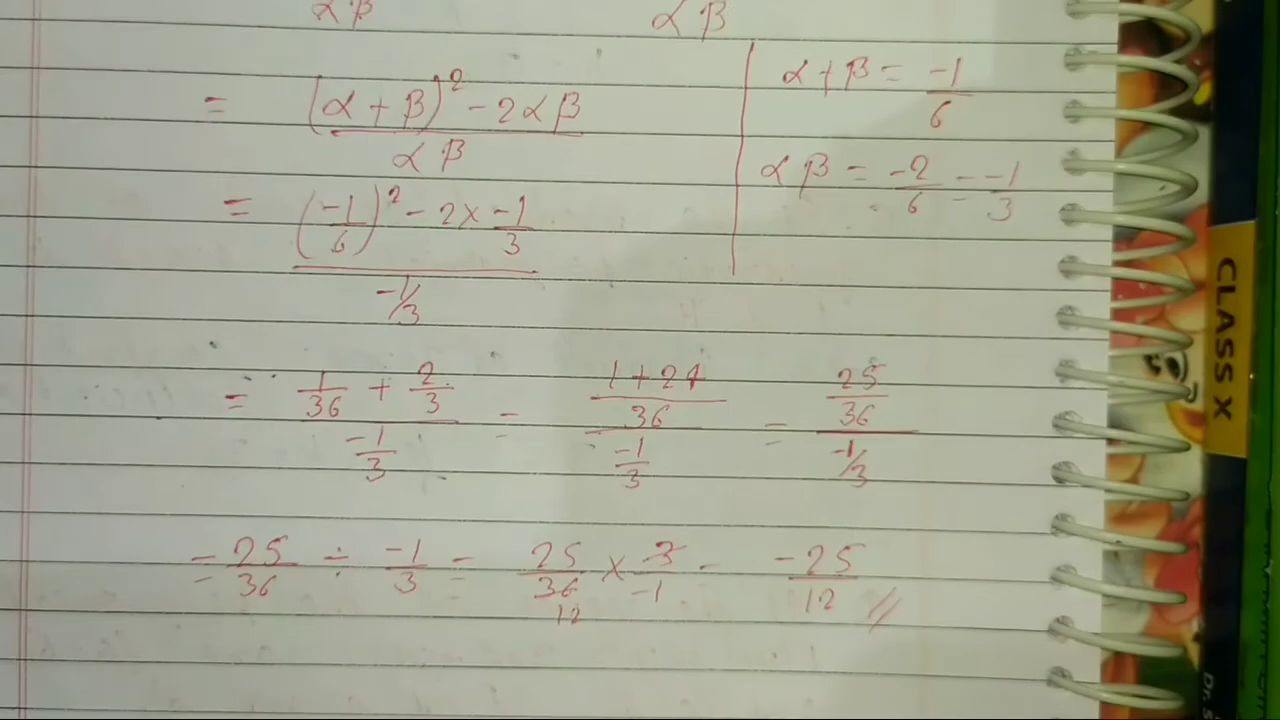 αβ αβ
= (α + β)² - 2αβ / αβ
α + β = -1/6
αβ = -2/6 = -1/3
= (-1/6)² - 2 × -1/3 / -1/3
= 1/36 + 2/3 / -1/3 = 1 + 24 / 36 / -1/3 = 25/36 / -1/3
= 25/36 ÷ -1/3 = 25/36 × 3/-1 = -25/12 //
12
CLASS X
Dr. S